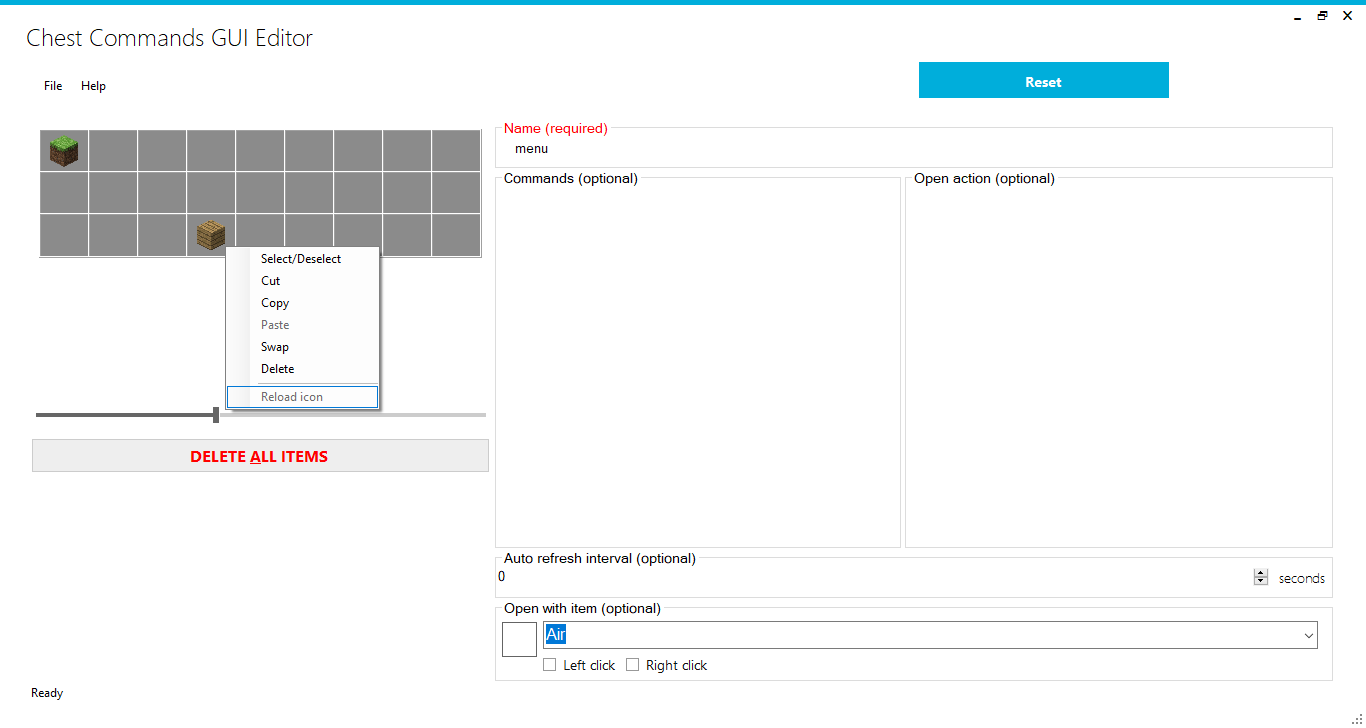 Chest Commands GUI Editor
File Help
Reset
Name (required)
menu
Commands (optional)
Open action (optional)
Select/Deselect
Cut
Copy
Paste
Swap
Delete
Reload icon
DELETE ALL ITEMS
Auto refresh interval (optional)
0
seconds
Open with item (optional)
Air
Left click
Right click
Ready